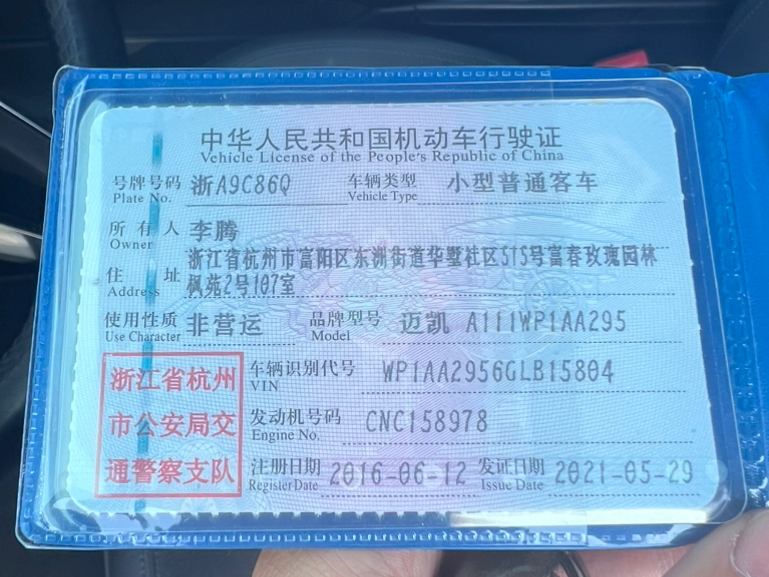 中华人民共和国机动车行驶证
Vehicle License of the People's Republic of China
号牌号码 浙A9C86Q 车辆类型 小型普通客车
Plate No. Vehicle Type
所有人 李腾
Owner
浙江省杭州市富阳区东洲街道华墅社区515号富春玫瑰园林
住址 枫苑2号107室
Address
使用性质 非营运 品牌型号 迈凯 A111WP1AA295
Use Character Model
浙江省杭州 车辆识别代号 WP1AA2956GLB15804
VIN
市公安局交 发动机号码 CNC158978
Engine No.
通警察支队 注册日期 2016-06-12 发证日期 2021-05-29
Register Date Issue Date